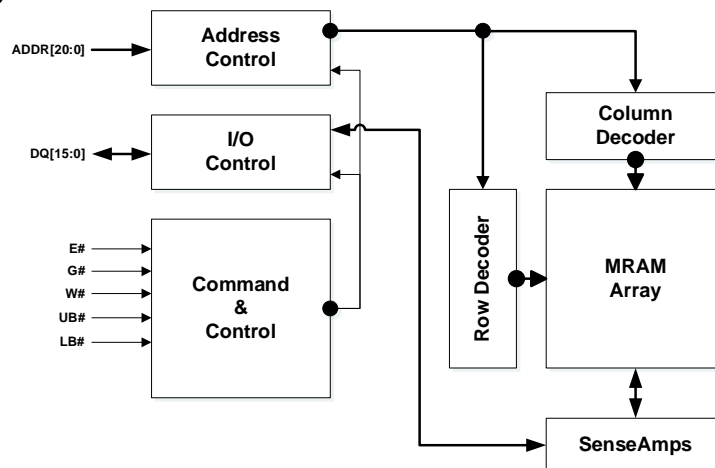 ADDR[20:0]
Address
Control
Column
Decoder
DQ[15:0]
I/O
Control
E#
G#
W#
UB#
LB#
Command
&
Control
Row Decoder
MRAM
Array
SenseAmps